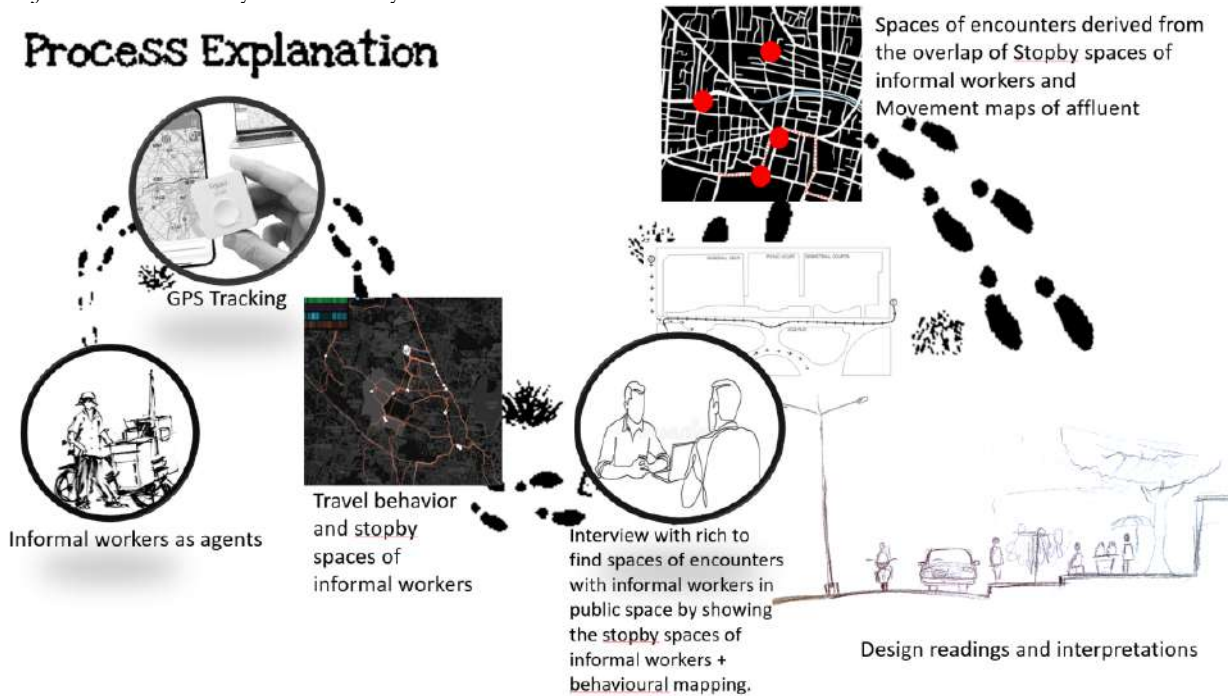 Process Explanation
GPS Tracking
Informal workers as agents
Travel behavior
and stopby
spaces of
informal workers
Interview with rich to
find spaces of encounters
with informal workers in
public space by showing
the stopby spaces of
informal workers +
behavioural mapping.
Spaces of encounters derived from
the overlap of Stopby spaces of
informal workers and
Movement maps of affluent
Design readings and interpretations